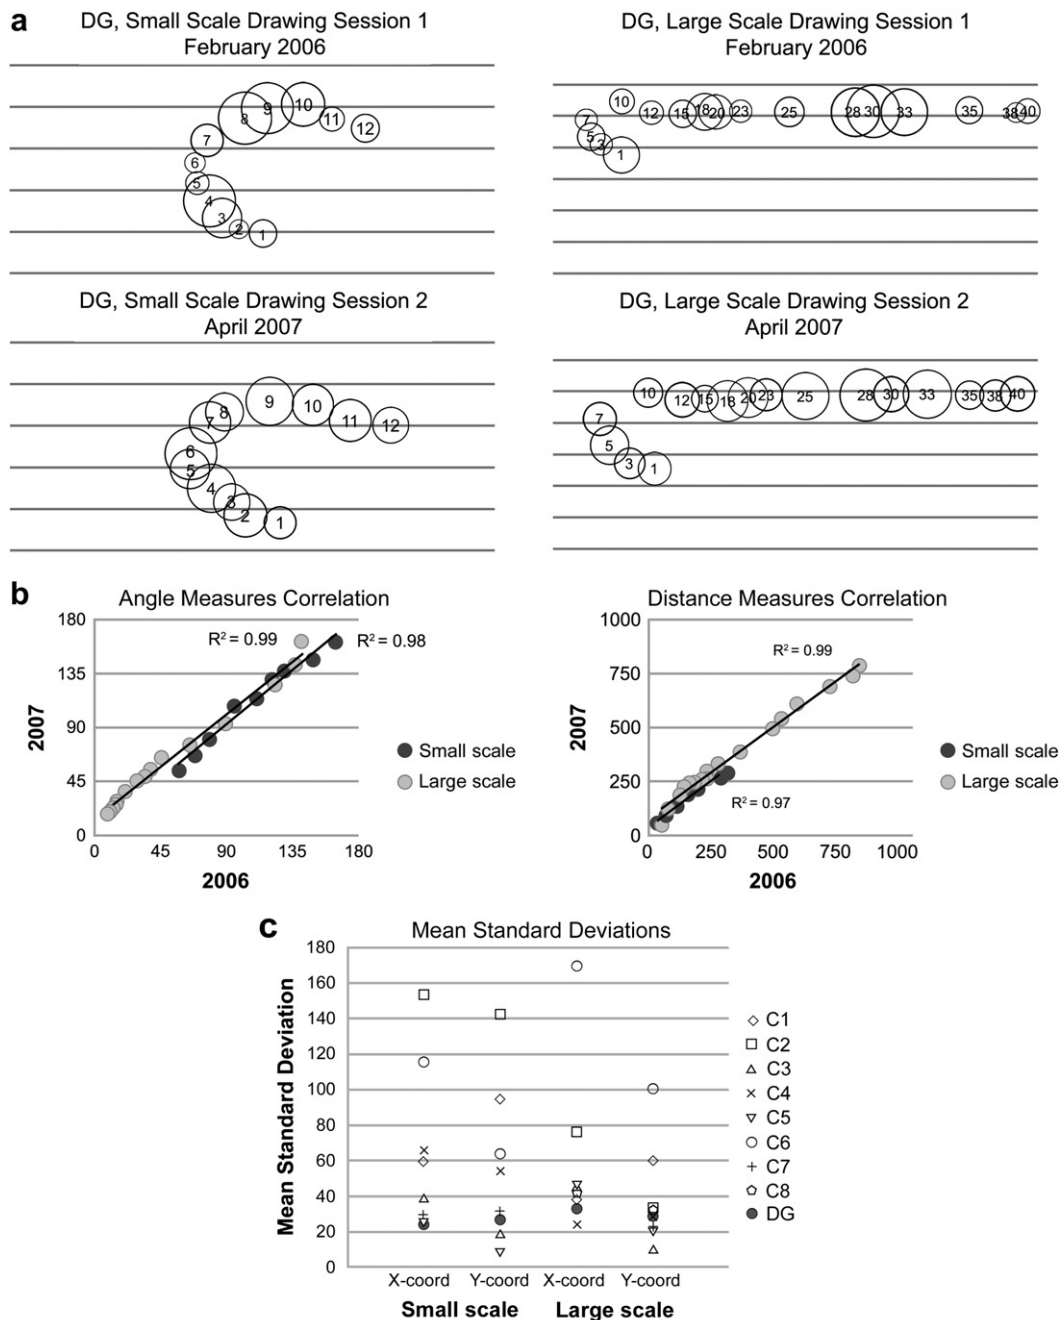 a
DG, Small Scale Drawing Session 1
February 2006
9 10
8 11
12
7
6
5
4
3
2 1
DG, Large Scale Drawing Session 1
February 2006
10
7 12 15 18 20 23 25 28 30 33 35 38 40
5
3
1
DG, Small Scale Drawing Session 2
April 2007
9
8 10
7 11 12
6
5
4
3
2 1
DG, Large Scale Drawing Session 2
April 2007
10 12 15 18 20 23 25 28 30 33 35 38 40
7
5
3 1
b
Angle Measures Correlation
180
R² = 0.99
R² = 0.98
135
2007
90
45
0
0 45 90 135 180
2006
Small scale
Large scale
Distance Measures Correlation
1000
R² = 0.99
750
2007
500
250
R² = 0.97
0
0 250 500 750 1000
2006
Small scale
Large scale
c
Mean Standard Deviations
Mean Standard Deviation
180
160
140
120
100
80
60
40
20
0
X-coord Y-coord X-coord Y-coord
Small scale Large scale
C1
C2
C3
C4
C5
C6
C7
C8
DG